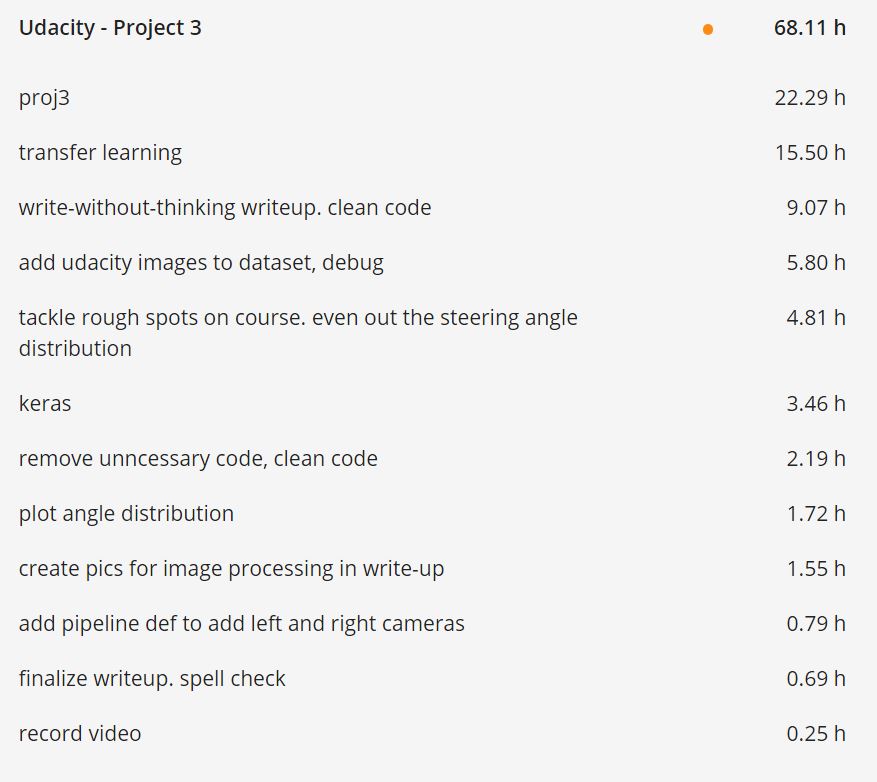 Udacity - Project 3 68.11 h
proj3 22.29 h
transfer learning 15.50 h
write-without-thinking writeup. clean code 9.07 h
add udacity images to dataset, debug 5.80 h
tackle rough spots on course. even out the steering angle 4.81 h
distribution
keras 3.46 h
remove unncessary code, clean code 2.19 h
plot angle distribution 1.72 h
create pics for image processing in write-up 1.55 h
add pipeline def to add left and right cameras 0.79 h
finalize writeup. spell check 0.69 h
record video 0.25 h